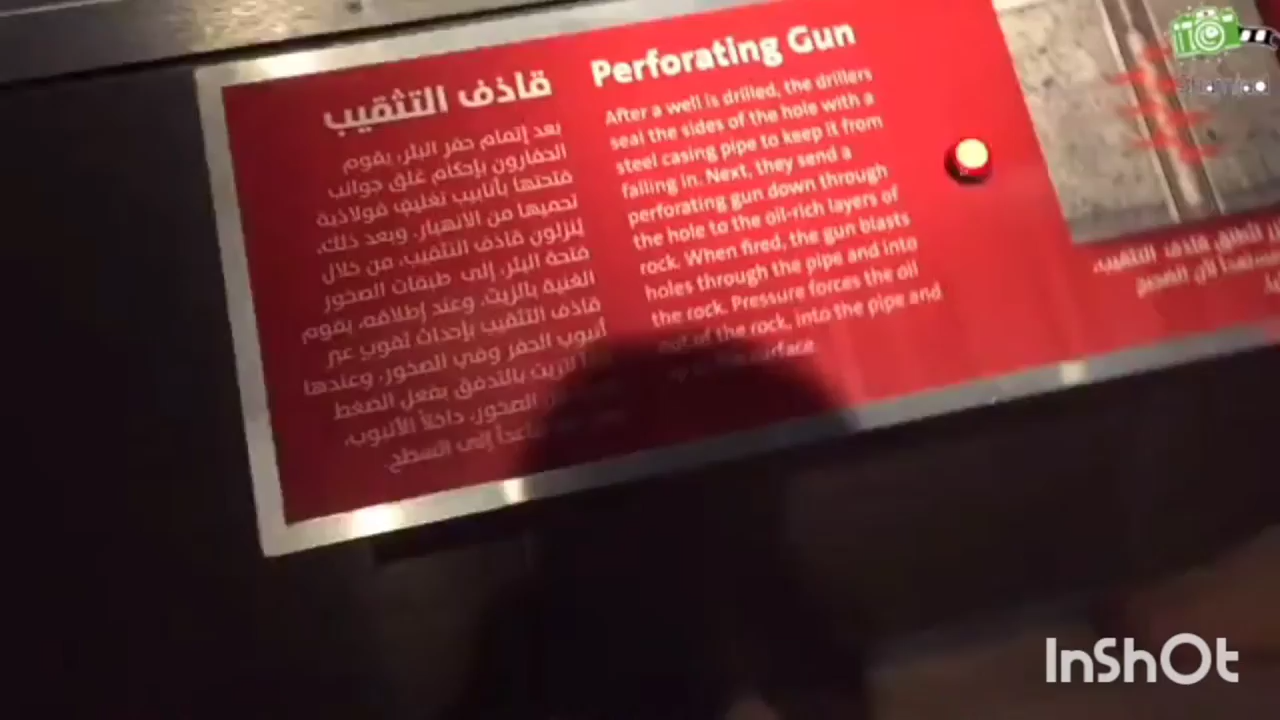 Perforating Gun
After a well is drilled, the drillers
seal the sides of the hole with a
steel casing pipe to keep it from
falling in. Next, they send a
perforating gun down through
the hole to the oil-rich layers of
rock. When fired, the gun blasts
holes through the pipe and into
the rock. Pressure forces the oil
out of the rock, into the pipe and
surface
قاذف التثقيب
بعد إتمام حفر البئر، يقوم
الحفارون بإحكام غلق جوانب
فتحتها بأنابيب تغليف فولاذية
لحميها من الانهيار. وبعد ذلك،
يُنزلون قاذف التثقيب، من خلال
فتحة البئر، إلى طبقات الصخور
الغنية بالزيت. وعند إطلاقه، يقوم
قاذف التثقيب بإحداث ثقوب عبر
أنبوب الحفر وفي الصخور، وعندها
الزيت بالتدفق بفعل الضغط
الصخور، داخلاً الأنبوب،
إلى السطح.
قاذف التثقيب،
InShOt